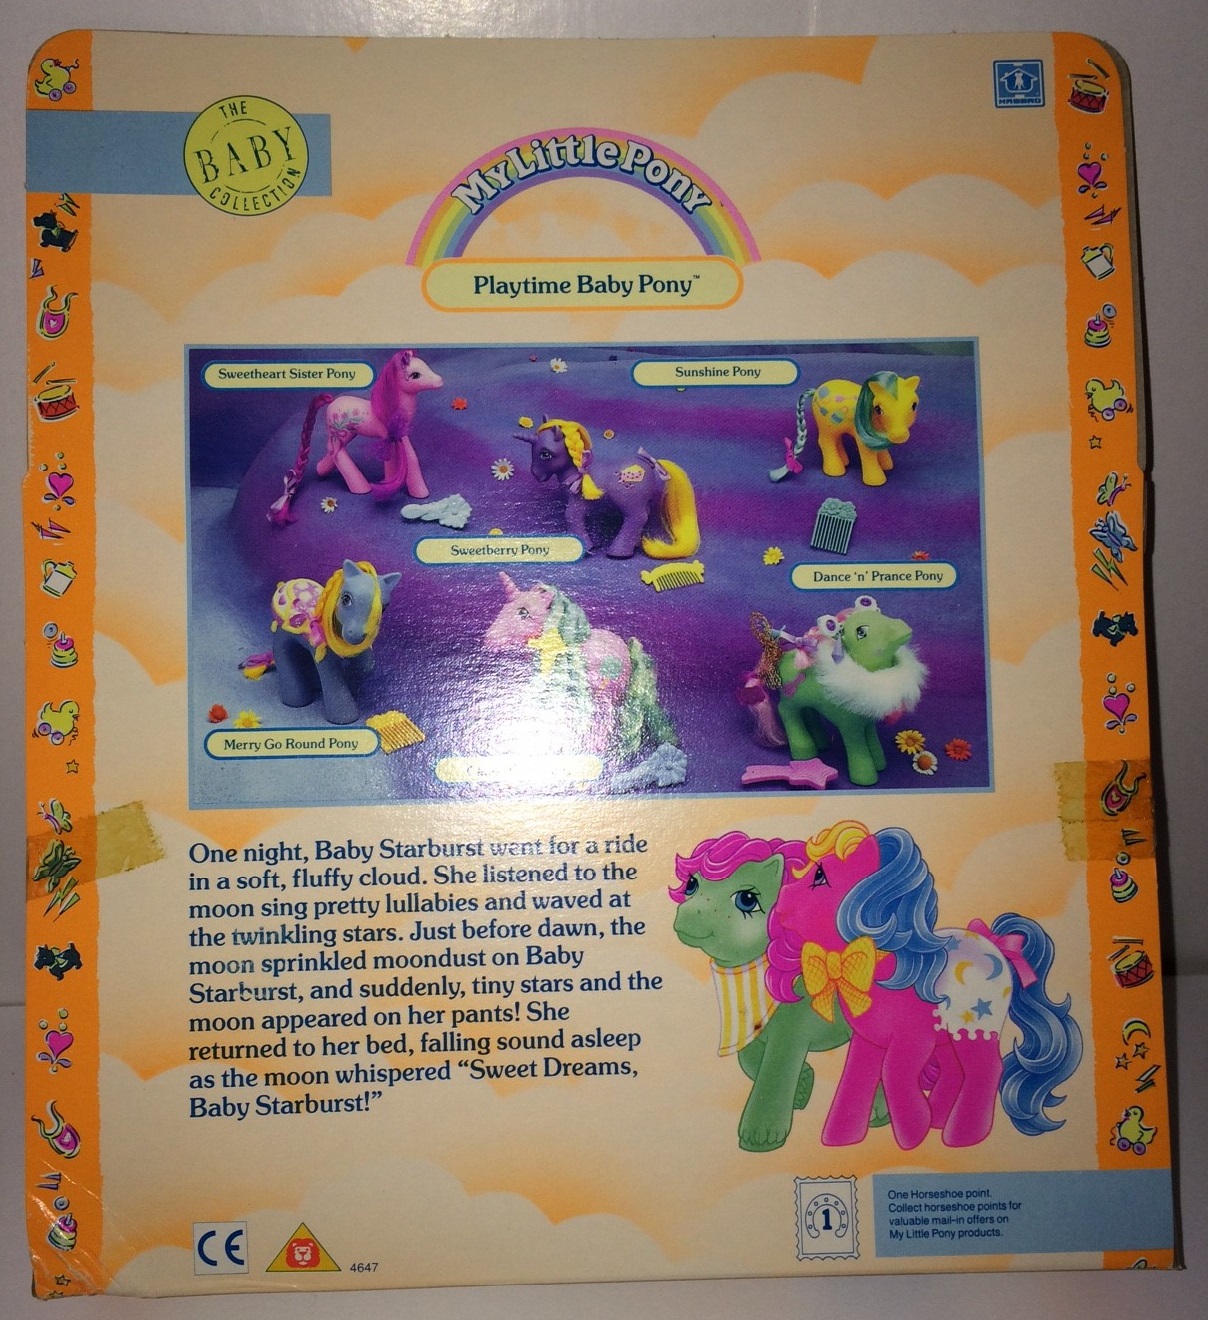 THE
BABY
COLLECTION
HASBRO
My Little Pony
Playtime Baby Pony™
Sweetheart Sister Pony
Sunshine Pony
Sweetberry Pony
Dance 'n' Prance Pony
Merry Go Round Pony
One night, Baby Starburst went for a ride
in a soft, fluffy cloud. She listened to the
moon sing pretty lullabies and waved at
the twinkling stars. Just before dawn, the
moon sprinkled moondust on Baby
Starburst, and suddenly, tiny stars and the
moon appeared on her pants! She
returned to her bed, falling sound asleep
as the moon whispered “Sweet Dreams,
Baby Starburst!”
CE
4647
1
One Horseshoe point.
Collect horseshoe points for
valuable mail-in offers on
My Little Pony products.